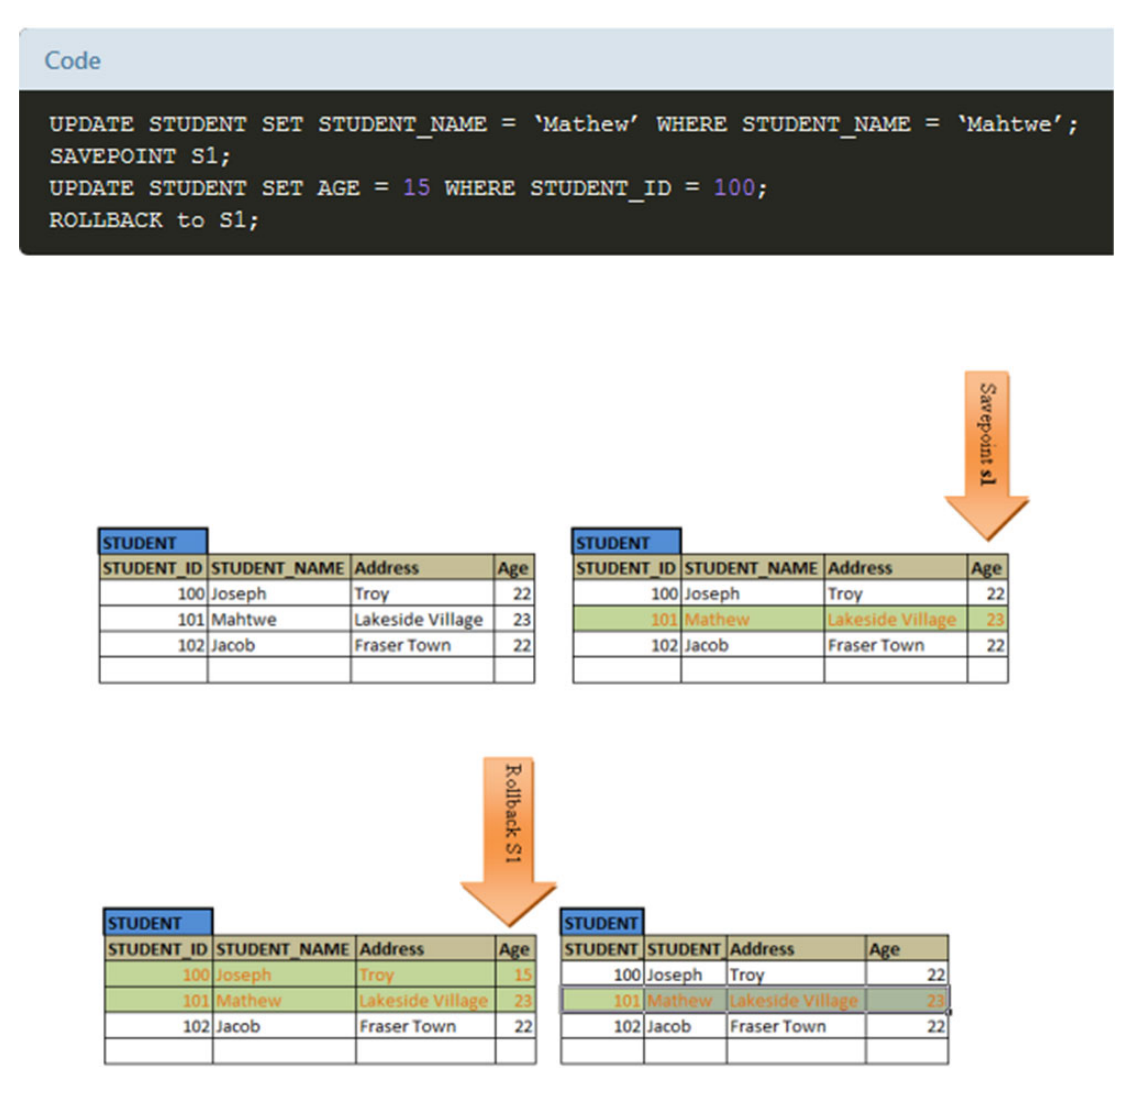 Code
UPDATE STUDENT SET STUDENT_NAME = ‘Mathew’ WHERE STUDENT_NAME = ‘Mahtwe’;
SAVEPOINT S1;
UPDATE STUDENT SET AGE = 15 WHERE STUDENT_ID = 100;
ROLLBACK to S1;
Savepoint s1
STUDENT
STUDENT_ID STUDENT_NAME Address Age
100 Joseph Troy 22
101 Mahtwe Lakeside Village 23
102 Jacob Fraser Town 22
STUDENT
STUDENT_ID STUDENT_NAME Address Age
100 Joseph Troy 22
101 Mathew Lakeside Village 23
102 Jacob Fraser Town 22
Rollback S1
STUDENT
STUDENT_ID STUDENT_NAME Address Age
100 Joseph Troy 15
101 Mathew Lakeside Village 23
102 Jacob Fraser Town 22
STUDENT
STUDENT_ STUDENT_ Address Age
100 Joseph Troy 22
101 Mathew Lakeside Village 23
102 Jacob Fraser Town 22